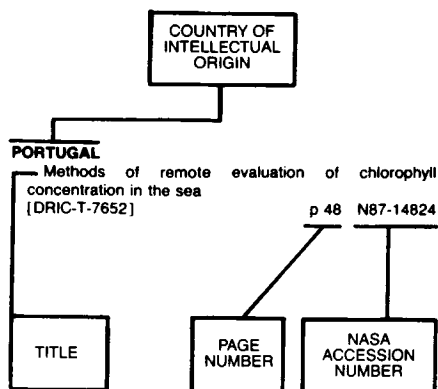 COUNTRY OF
INTELLECTUAL
ORIGIN
PORTUGAL
Methods of remote evaluation of chlorophyll
concentration in the sea
[DRIC-T-7652] p 48 N87-14824
TITLE
PAGE
NUMBER
NASA
ACCESSION
NUMBER